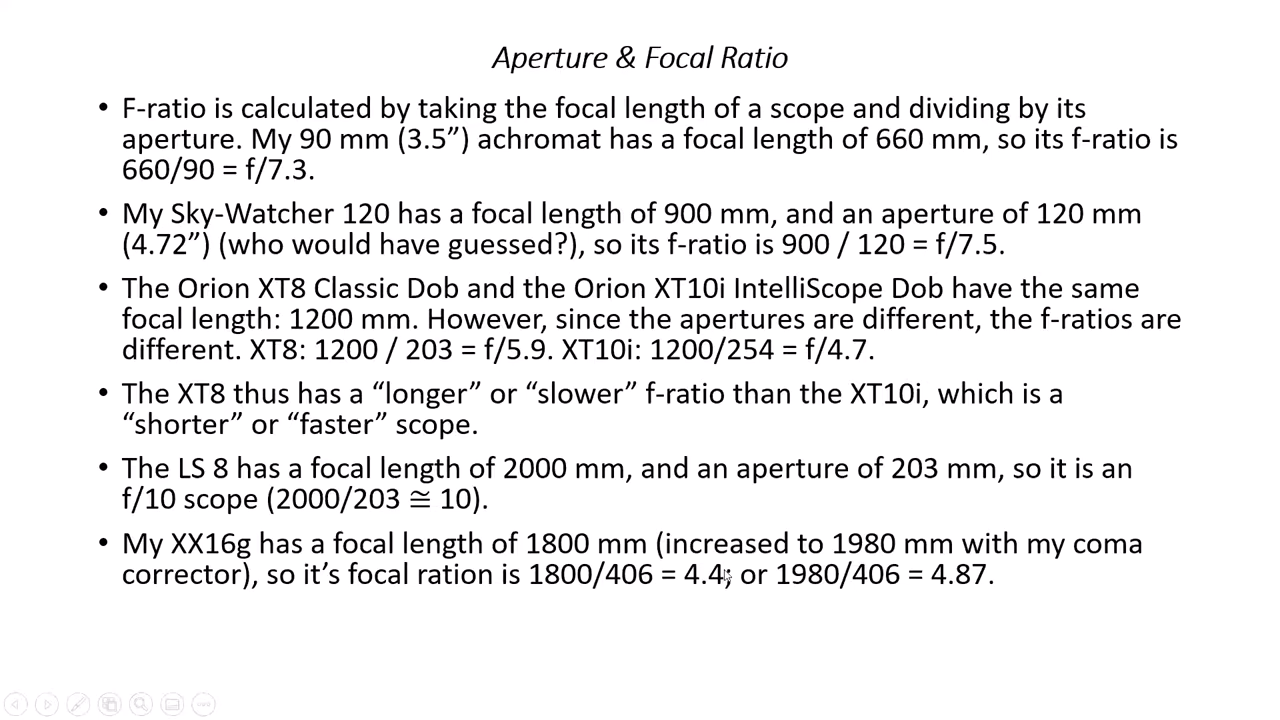 Aperture & Focal Ratio
• F-ratio is calculated by taking the focal length of a scope and dividing by its
aperture. My 90 mm (3.5”) achromat has a focal length of 660 mm, so its f-ratio is
660/90 = f/7.3.
• My Sky-Watcher 120 has a focal length of 900 mm, and an aperture of 120 mm
(4.72”) (who would have guessed?), so its f-ratio is 900 / 120 = f/7.5.
• The Orion XT8 Classic Dob and the Orion XT10i IntelliScope Dob have the same
focal length: 1200 mm. However, since the apertures are different, the f-ratios are
different. XT8: 1200 / 203 = f/5.9. XT10i: 1200/254 = f/4.7.
• The XT8 thus has a “longer” or “slower” f-ratio than the XT10i, which is a
“shorter” or “faster” scope.
• The LS 8 has a focal length of 2000 mm, and an aperture of 203 mm, so it is an
f/10 scope (2000/203 ≅ 10).
• My XX16g has a focal length of 1800 mm (increased to 1980 mm with my coma
corrector), so it’s focal ration is 1800/406 = 4.4; or 1980/406 = 4.87.